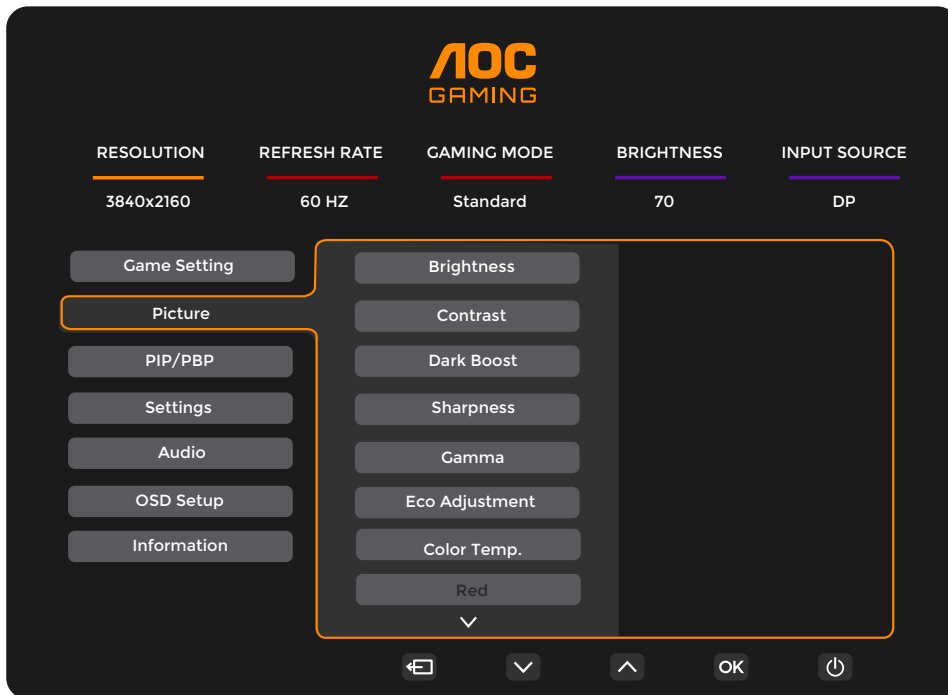 AOC
GAMING
RESOLUTION REFRESH RATE GAMING MODE BRIGHTNESS INPUT SOURCE
3840x2160 60 HZ Standard 70 DP
Game Setting
Picture
PIP/PBP
Settings
Audio
OSD Setup
Information
Brightness
Contrast
Dark Boost
Sharpness
Gamma
Eco Adjustment
Color Temp.
Red
OK